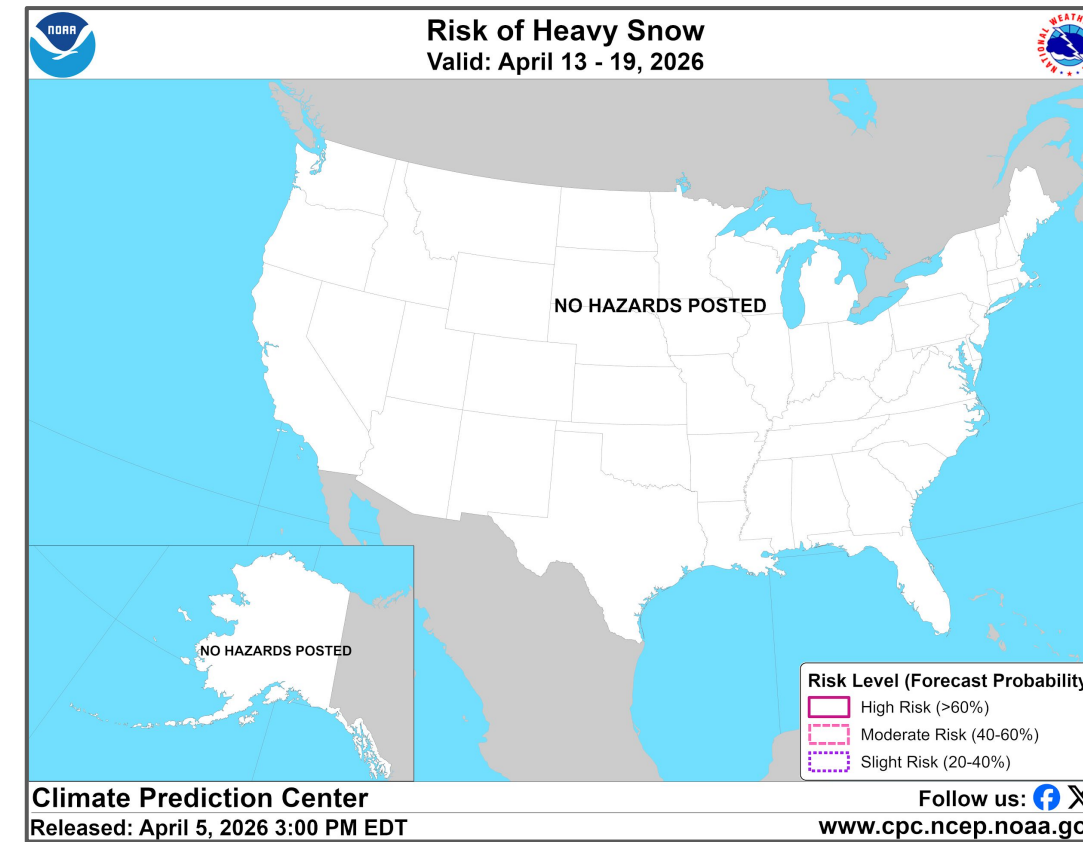 NOAA
Risk of Heavy Snow
Valid: April 13 - 19, 2026
NATIONAL WEATH
NO HAZARDS POSTED
NO HAZARDS POSTED
Risk Level (Forecast Probability
High Risk (>60%)
Moderate Risk (40-60%)
Slight Risk (20-40%)
Climate Prediction Center
Follow us:
Released: April 5, 2026 3:00 PM EDT
www.cpc.ncep.noaa.go